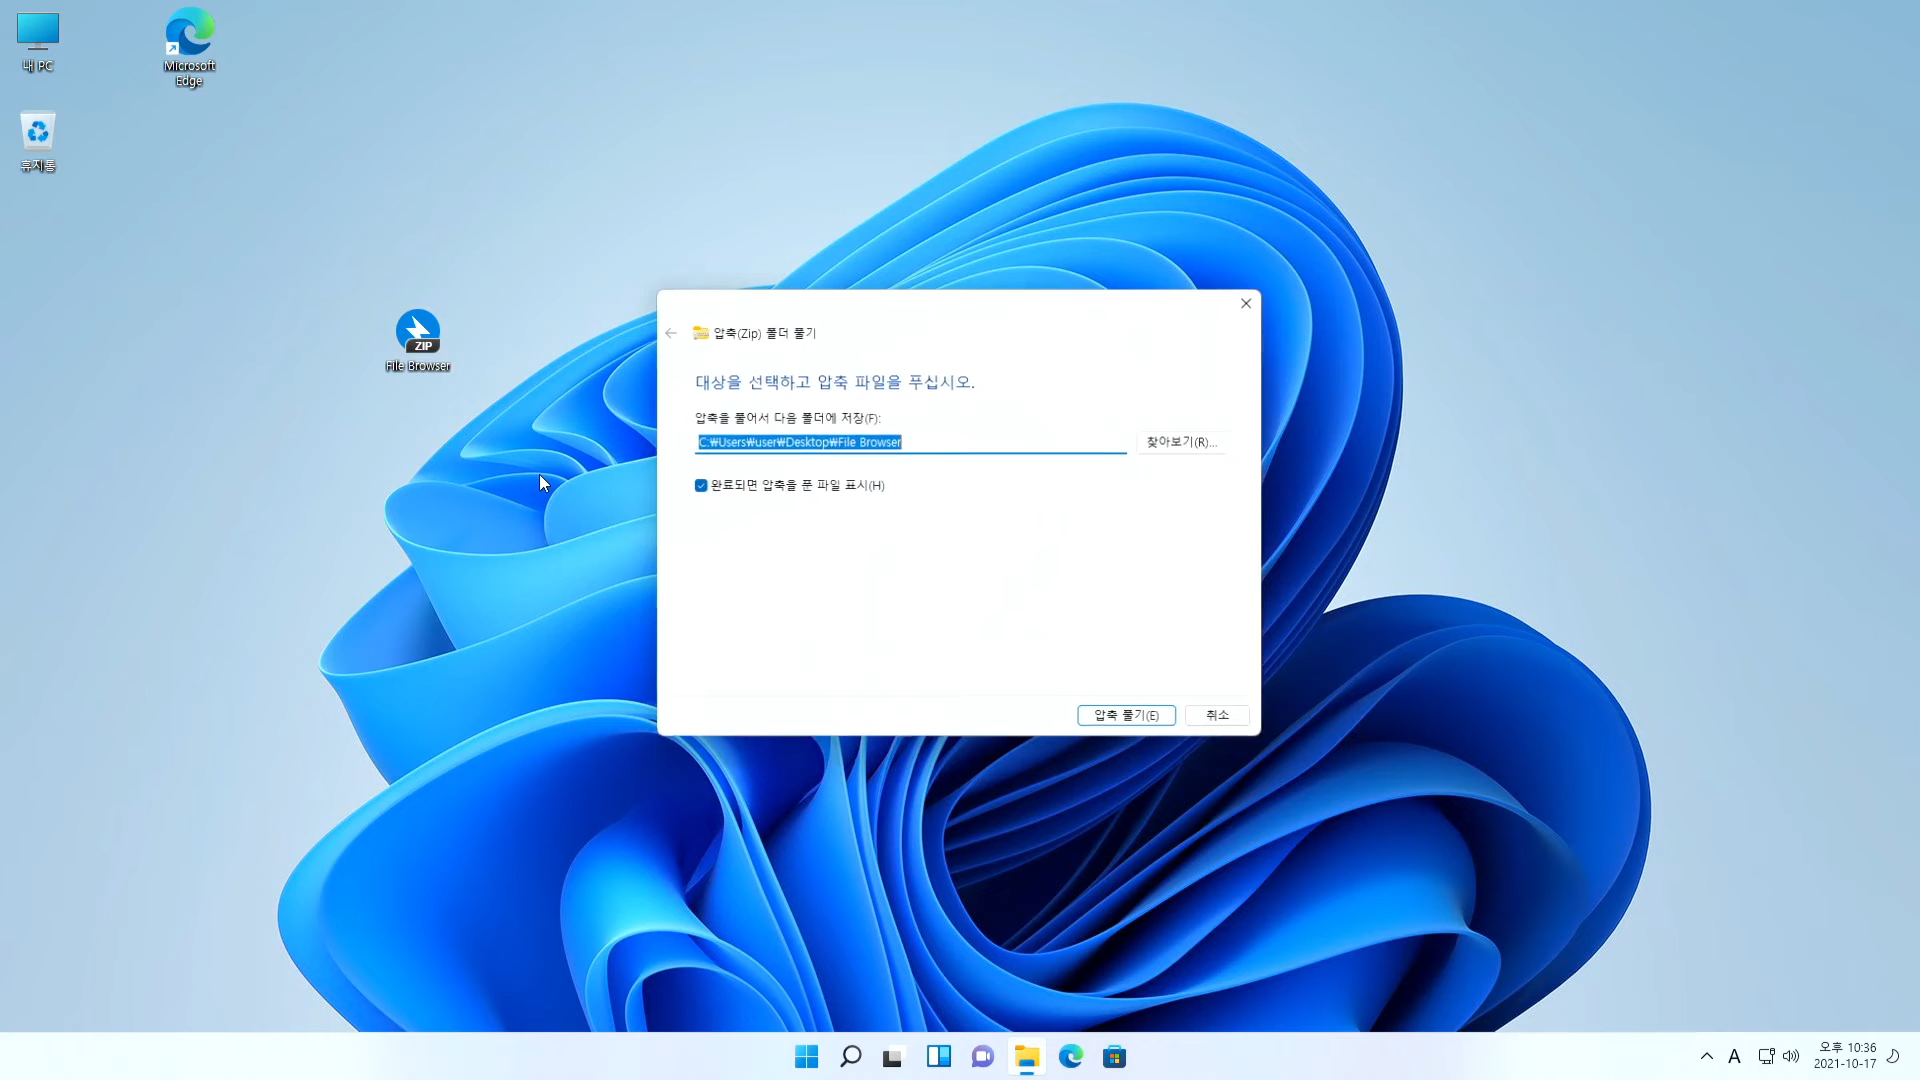 내 PC
Microsoft
Edge
휴지통
ZIP
File Browser
압축(Zip) 폴더 풀기
대상을 선택하고 압축 파일을 푸십시오.
압축을 풀어서 다음 폴더에 저장(F):
C:₩Users₩user₩Desktop₩File Browser
찾아보기(R)...
완료되면 압축을 푼 파일 표시(H)
압축 풀기(E)
취소
A
오후 10:36
2021-10-17